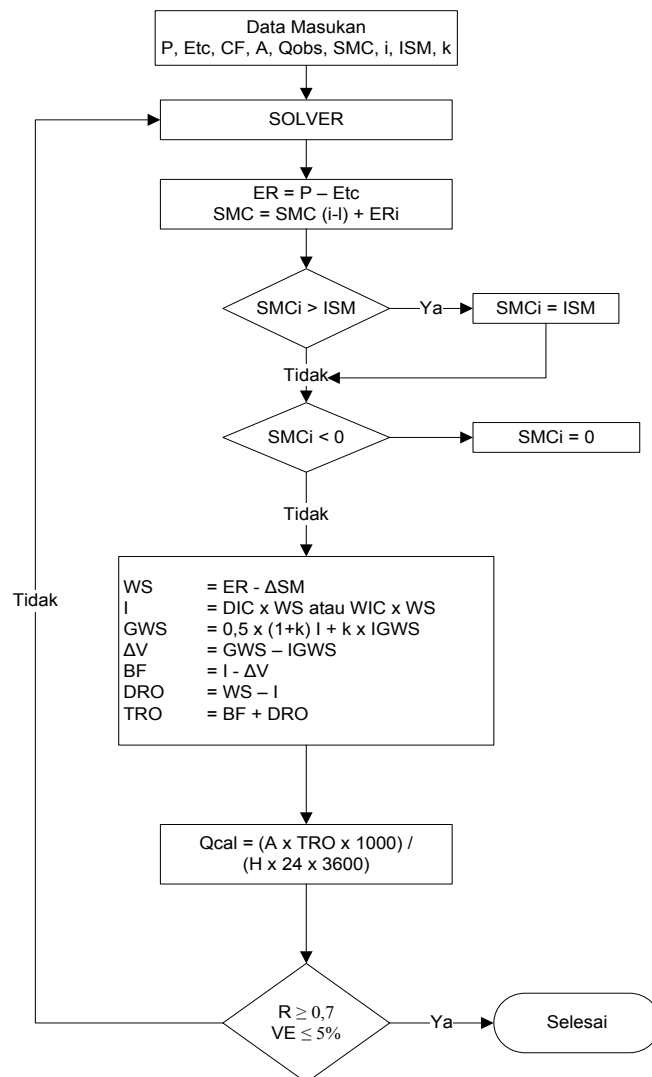 Data Masukan
P, Etc, CF, A, Qobs, SMC, i, ISM, k
SOLVER
ER = P – Etc
SMC = SMC (i-l) + ERi
SMCi > ISM
Ya
SMCi = ISM
Tidak
SMCi < 0
SMCi = 0
Tidak
WS = ER - ΔSM
I = DIC x WS atau WIC x WS
GWS = 0,5 x (1+k) I + k x IGWS
ΔV = GWS – IGWS
BF = I - ΔV
DRO = WS – I
TRO = BF + DRO
Tidak
Qcal = (A x TRO x 1000) /
(H x 24 x 3600)
R ≥ 0,7
VE ≤ 5%
Ya
Selesai